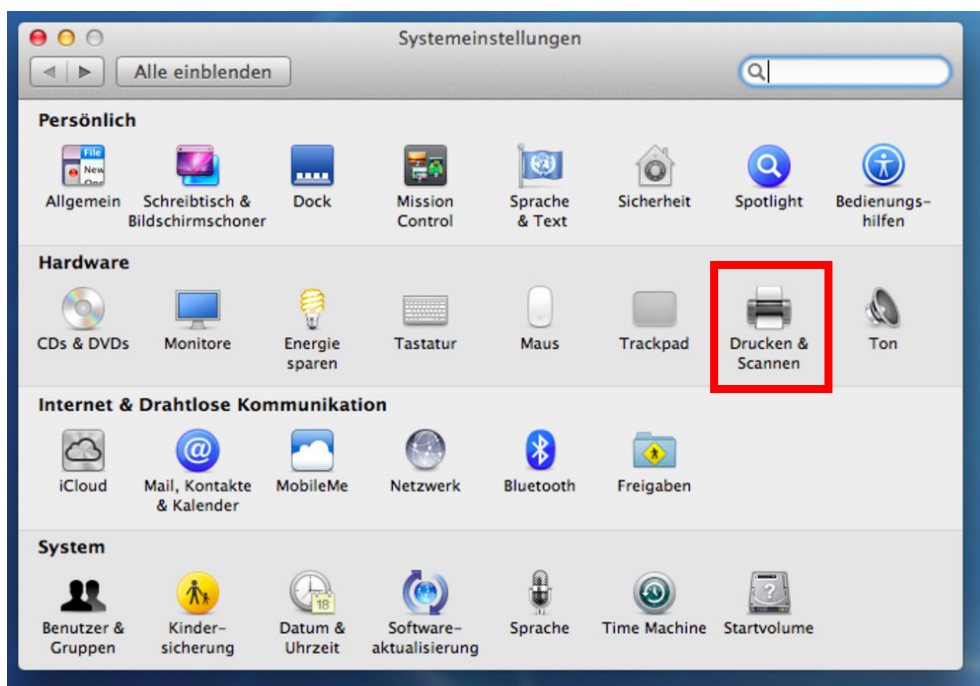 Systemeinstellungen
Alle einblenden
Persönlich
File
New
Allgemein
Schreibtisch &
Bildschirmschoner
Dock
Mission
Control
Sprache
& Text
Sicherheit
Spotlight
Bedienungs-
hilfen
Hardware
CDs & DVDs
Monitore
Energie
sparen
Tastatur
Maus
Trackpad
Drucken &
Scannen
Ton
Internet & Drahtlose Kommunikation
iCloud
@
Mail, Kontakte
& Kalender
MobileMe
Netzwerk
Bluetooth
Freigaben
System
Benutzer &
Gruppen
Kinder-
sicherung
18
Datum &
Uhrzeit
Software-
aktualisierung
Sprache
Time Machine
?
Startvolume